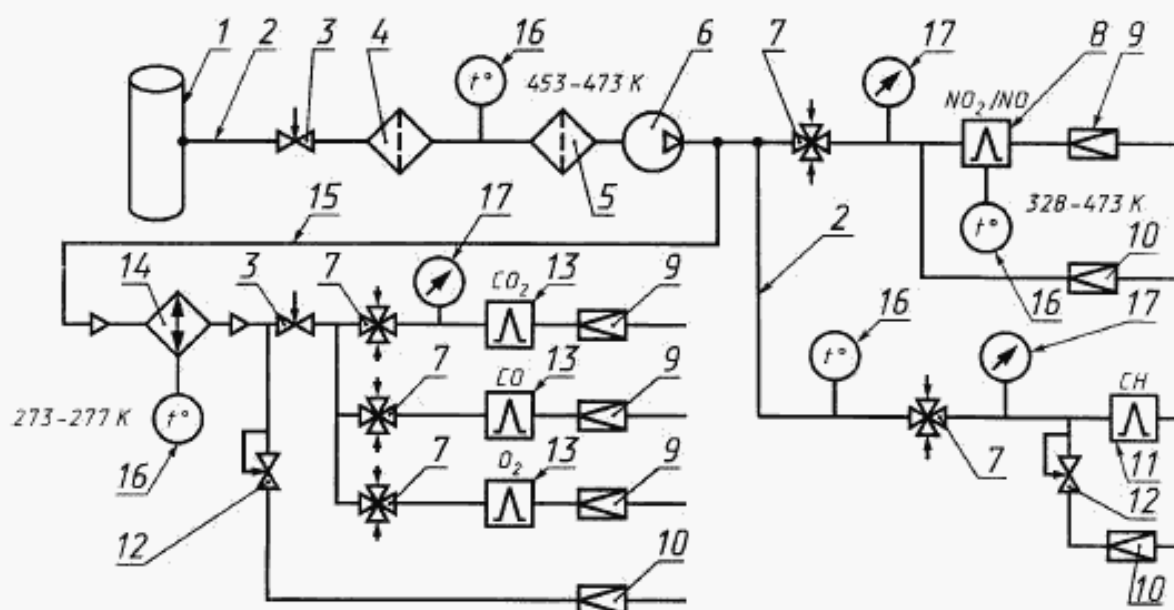 1 2 3 4 16 6 7 17 8 9
t° 453–473 K NO₂/NO
5
15 17 2 t° 328–473 K
10
14 3 7 CO₂ 13 9 16 16 17
t°
7 CO 13 9 CH
273–277 K t°
16 7 O₂ 13 9 7 11
12
12 10 10